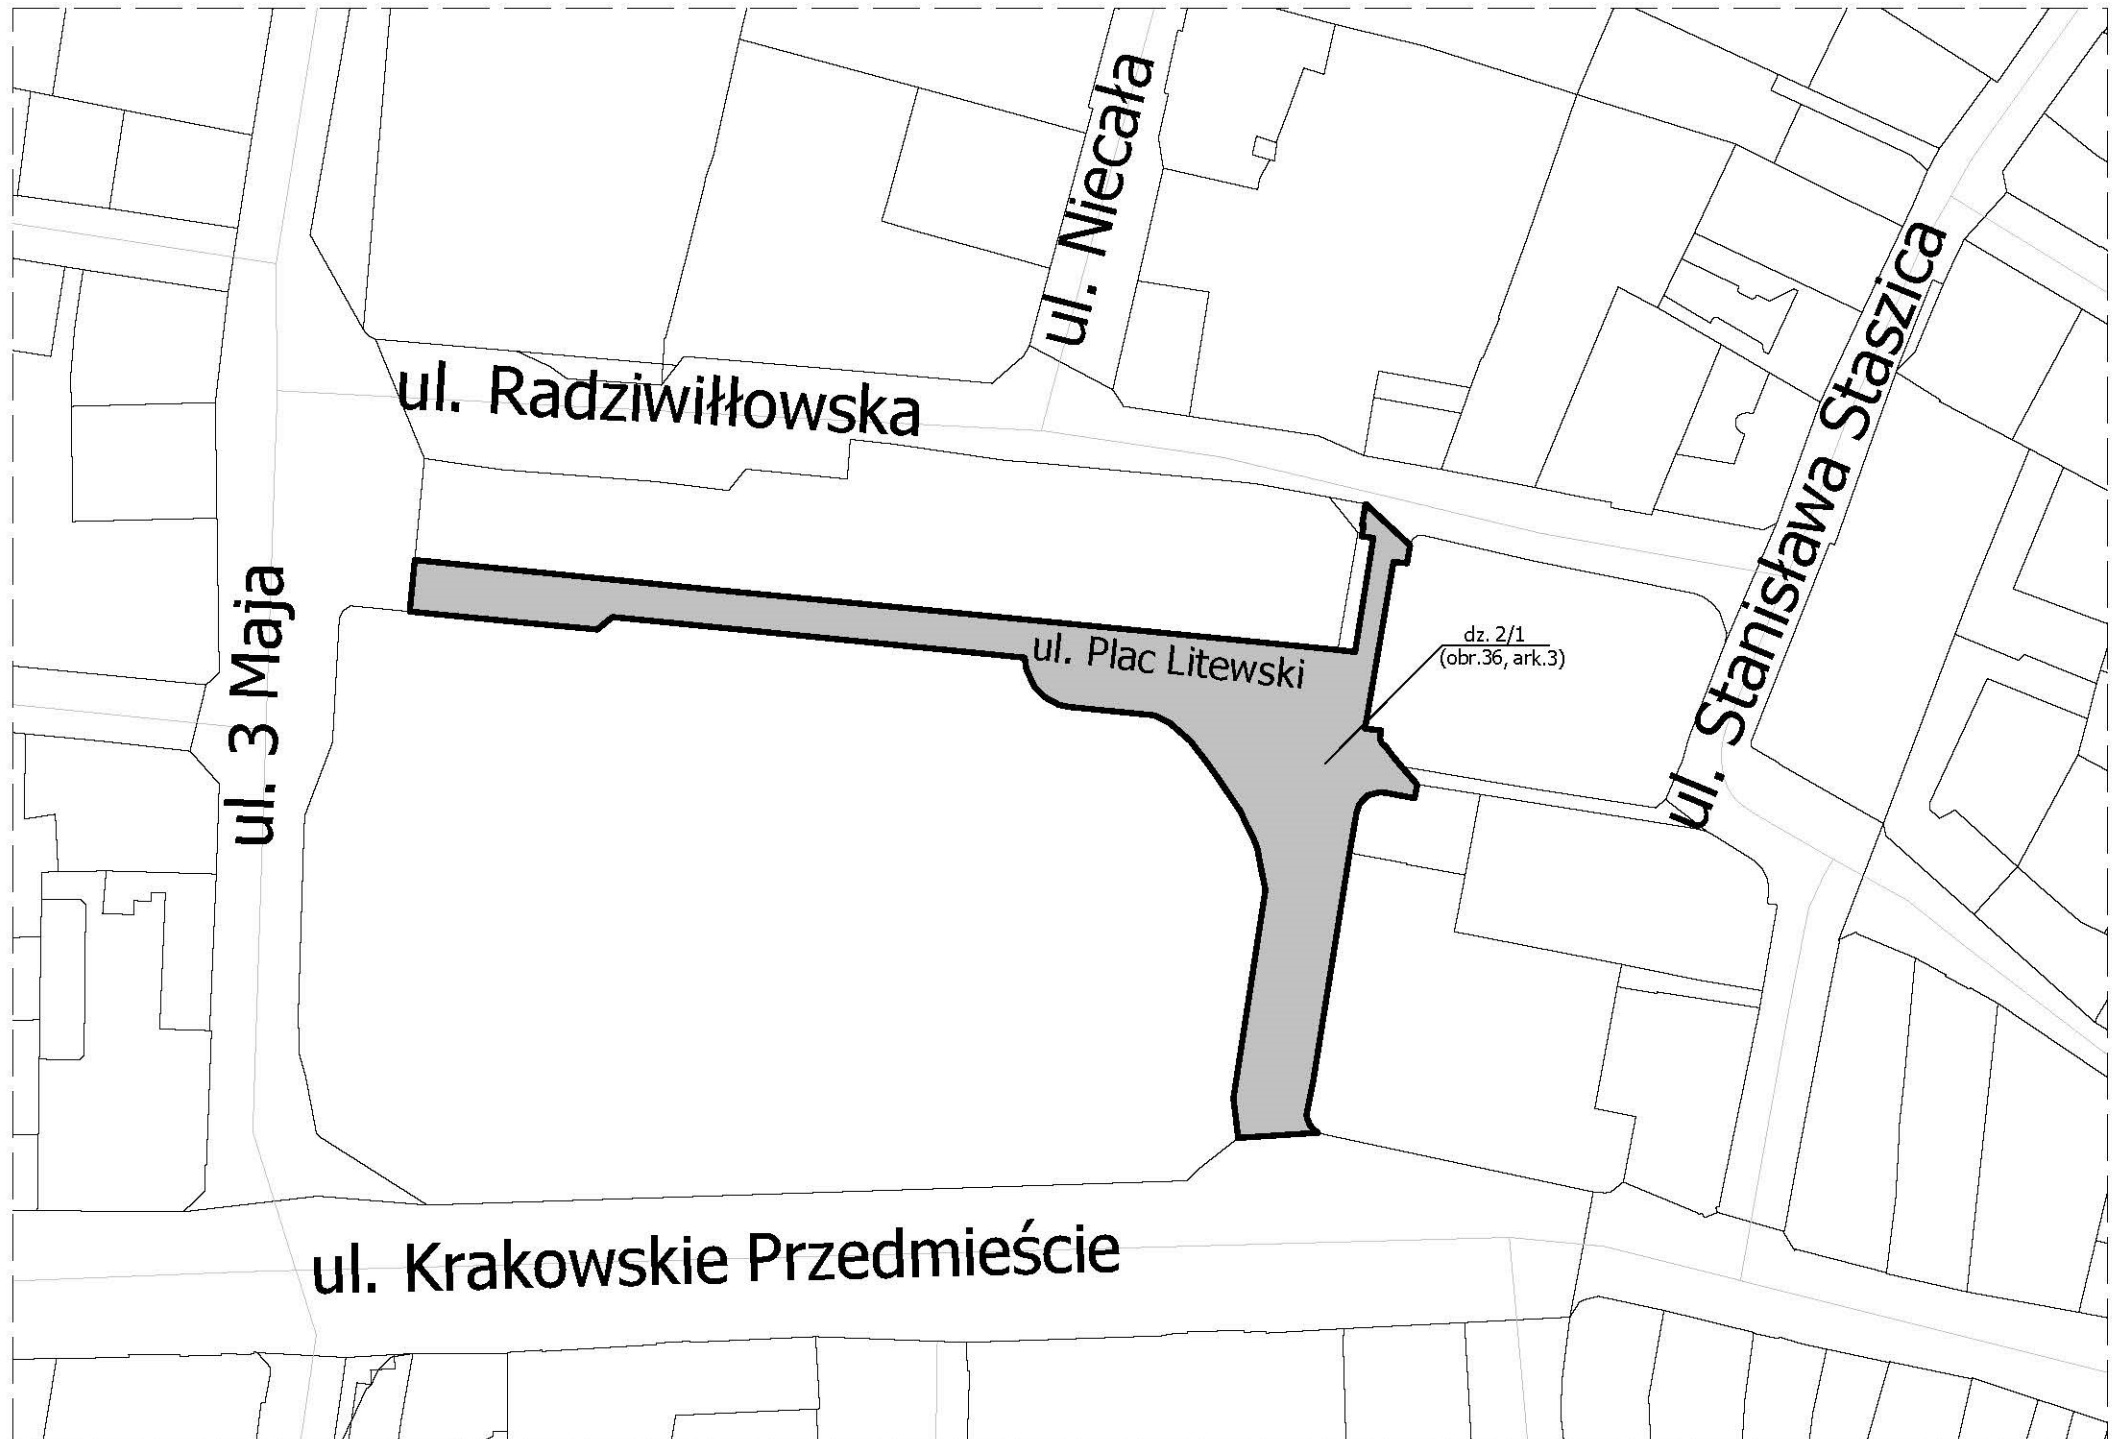 ul. Niecała
ul. Stanisława Staszica
ul. Radziwiłłowska
ul. 3 Maja
ul. Plac Litewski
dz. 2/1
(obr.36, ark.3)
ul. Krakowskie Przedmieście